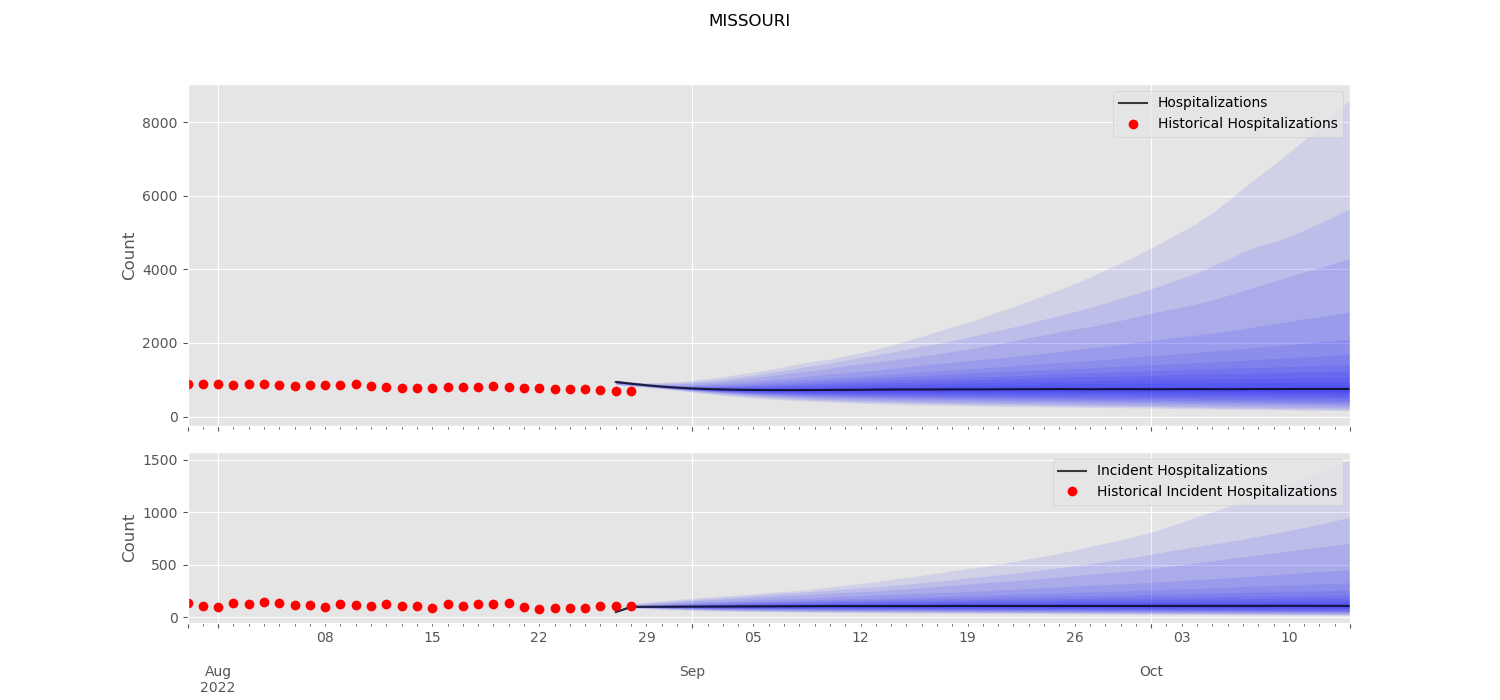 MISSOURI
Hospitalizations
Historical Hospitalizations
Count
8000
6000
4000
2000
0
Incident Hospitalizations
Historical Incident Hospitalizations
Count
1500
1000
500
0
08 15 22 29 05 12 19 26 03 10
Aug Sep Oct
2022